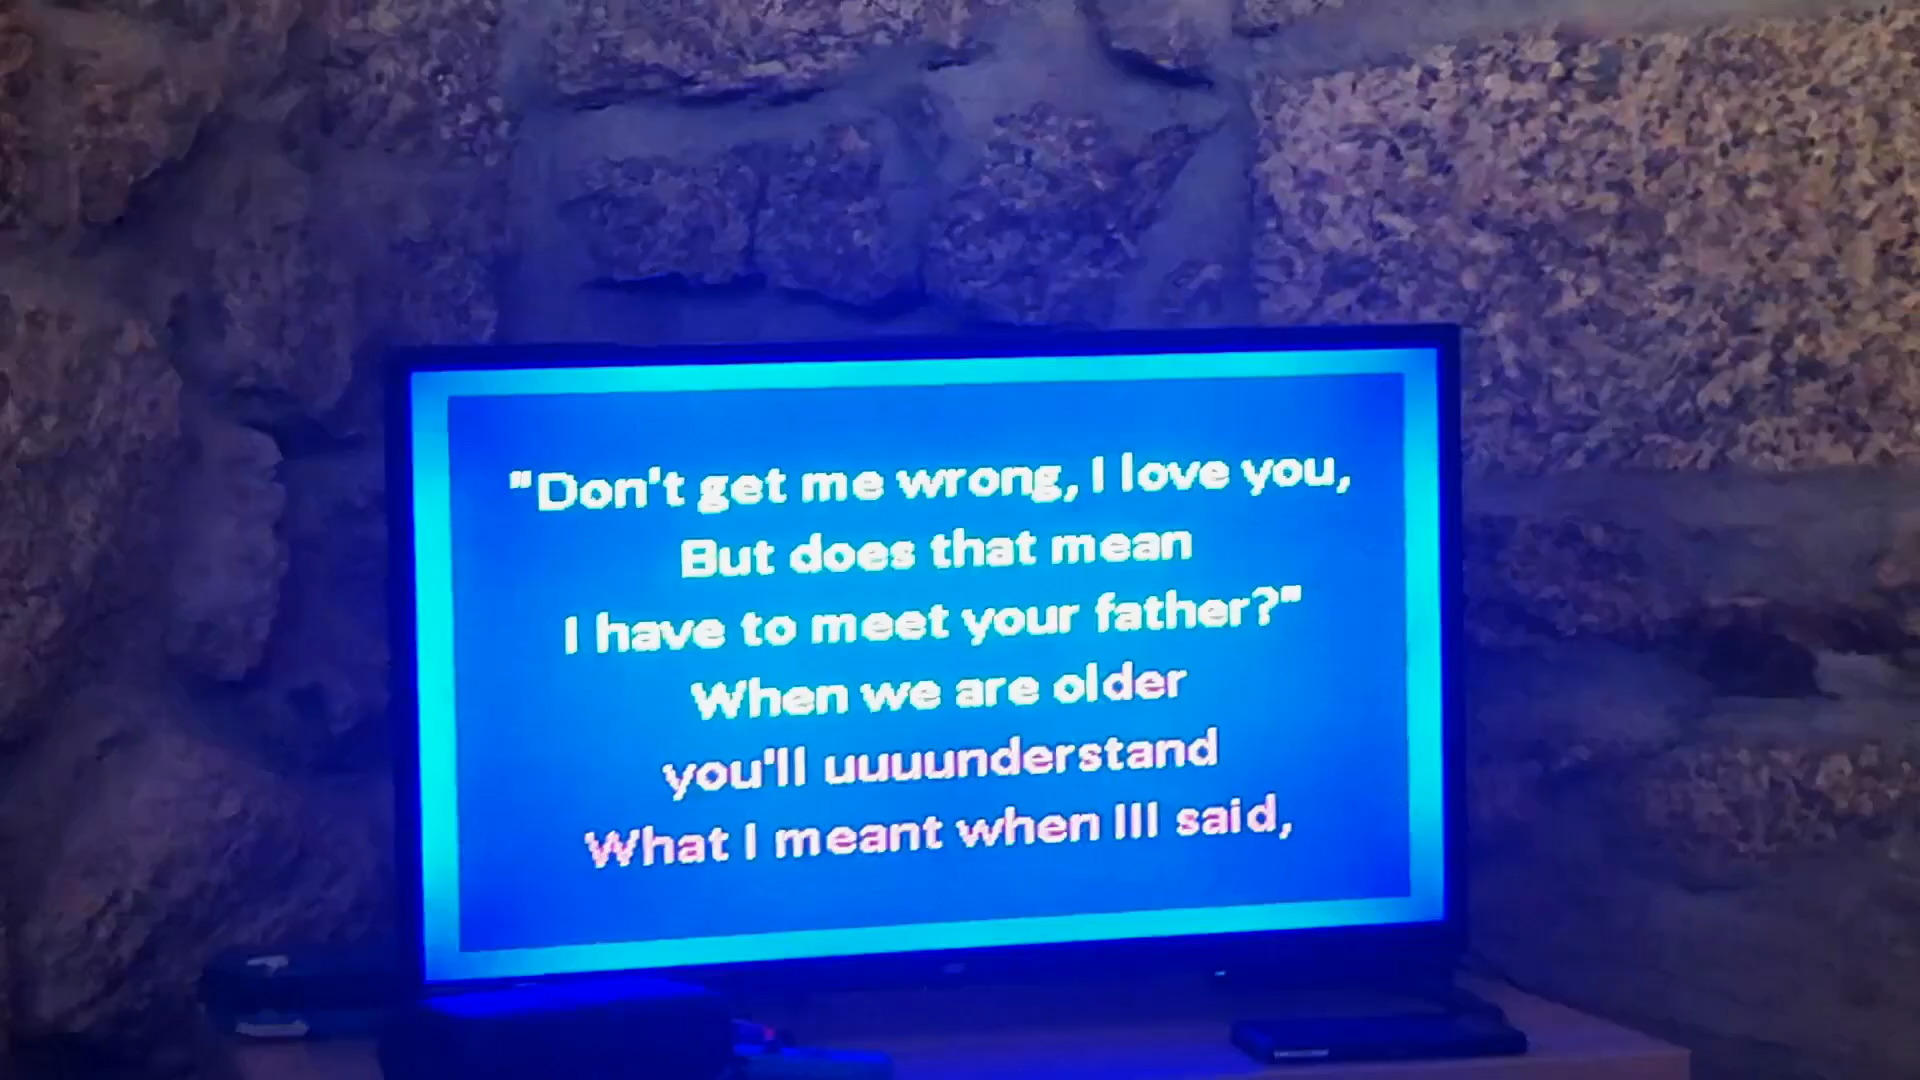 "Don't get me wrong, I love you,
But does that mean
I have to meet your father?"
When we are older
you'll uuuunderstand
What I meant when III said,